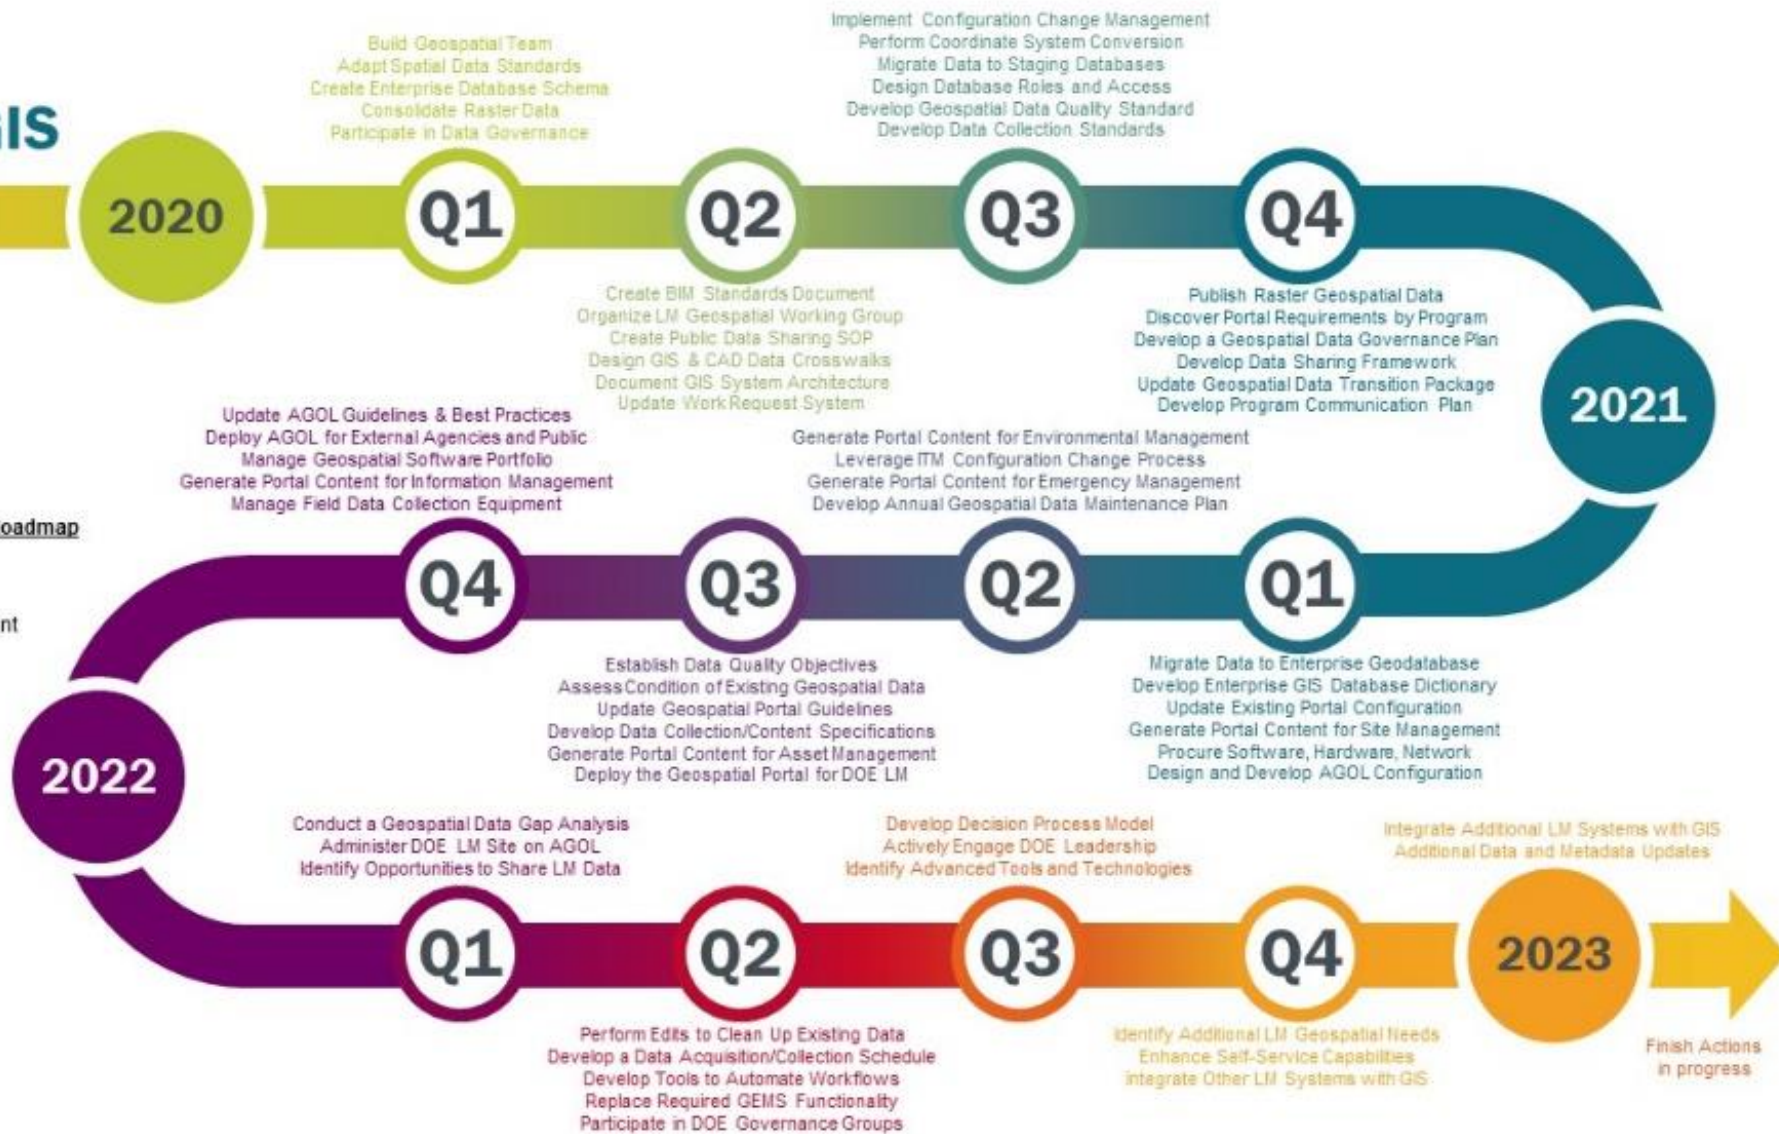 GIS
2020
Build Geospatial Team
Adapt Spatial Data Standards
Create Enterprise Database Schema
Consolidate Raster Data
Participate in Data Governance
Q1
Q2
Create BIM Standards Document
Organize LM Geospatial Working Group
Create Public Data Sharing SOP
Design GIS & CAD Data Crosswalks
Document GIS System Architecture
Update Work Request System
Implement Configuration Change Management
Perform Coordinate System Conversion
Migrate Data to Staging Databases
Design Database Roles and Access
Develop Geospatial Data Quality Standard
Develop Data Collection Standards
Q3
Q4
Publish Raster Geospatial Data
Discover Portal Requirements by Program
Develop a Geospatial Data Governance Plan
Develop Data Sharing Framework
Update Geospatial Data Transition Package
Develop Program Communication Plan
2021
Q1
Migrate Data to Enterprise Geodatabase
Develop Enterprise GIS Database Dictionary
Update Existing Portal Configuration
Generate Portal Content for Site Management
Procure Software, Hardware, Network
Design and Develop AGOL Configuration
Generate Portal Content for Environmental Management
Leverage ITM Configuration Change Process
Generate Portal Content for Emergency Management
Develop Annual Geospatial Data Maintenance Plan
Q2
Q3
Establish Data Quality Objectives
Assess Condition of Existing Geospatial Data
Update Geospatial Portal Guidelines
Develop Data Collection/Content Specifications
Generate Portal Content for Asset Management
Deploy the Geospatial Portal for DOE LM
Update AGOL Guidelines & Best Practices
Deploy AGOL for External Agencies and Public
Manage Geospatial Software Portfolio
Generate Portal Content for Information Management
Manage Field Data Collection Equipment
Q4
oadmap
nt
2022
Conduct a Geospatial Data Gap Analysis
Administer DOE LM Site on AGOL
Identify Opportunities to Share LM Data
Q1
Q2
Perform Edits to Clean Up Existing Data
Develop a Data Acquisition/Collection Schedule
Develop Tools to Automate Workflows
Replace Required GEMS Functionality
Participate in DOE Governance Groups
Develop Decision Process Model
Actively Engage DOE Leadership
Identify Advanced Tools and Technologies
Q3
Q4
Identify Additional LM Geospatial Needs
Enhance Self-Service Capabilities
Integrate Other LM Systems with GIS
Integrate Additional LM Systems with GIS
Additional Data and Metadata Updates
2023
Finish Actions
in progress